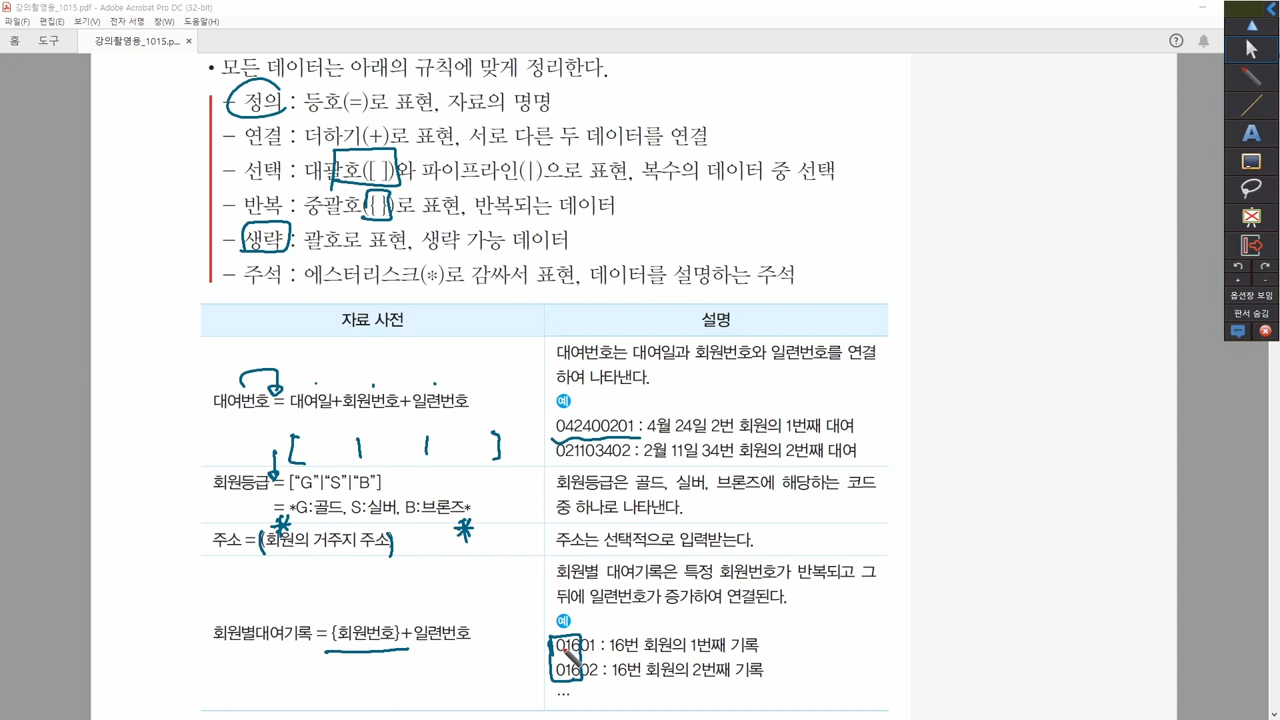 강의촬영용_1015.pdf - Adobe Acrobat Pro DC (32-bit)
파일(F) 편집(E) 보기(V) 전자 서명 창(W) 도움말(H)
홈 도구 강의촬영용_1015.p... ×
• 모든 데이터는 아래의 규칙에 맞게 정리한다.
– 정의 : 등호(=)로 표현, 자료의 명명
– 연결 : 더하기(+)로 표현, 서로 다른 두 데이터를 연결
– 선택 : 대괄호([ ])와 파이프라인(|)으로 표현, 복수의 데이터 중 선택
– 반복 : 중괄호({ })로 표현, 반복되는 데이터
– 생략 : 괄호로 표현, 생략 가능 데이터
– 주석 : 에스터리스크(*)로 감싸서 표현, 데이터를 설명하는 주석
자료 사전 설명
대여번호 = 대여일+회원번호+일련번호
대여번호는 대여일과 회원번호와 일련번호를 연결
하여 나타낸다.
예
042400201 : 4월 24일 2번 회원의 1번째 대여
021103402 : 2월 11일 34번 회원의 2번째 대여
[ | | ]
회원등급 = ["G"|"S"|"B"]
= *G:골드, S:실버, B:브론즈*
회원등급은 골드, 실버, 브론즈에 해당하는 코드
중 하나로 나타낸다.
* *
주소 = (회원의 거주지 주소)
주소는 선택적으로 입력받는다.
회원별대여기록 = {회원번호}+일련번호
회원별 대여기록은 특정 회원번호가 반복되고 그
뒤에 일련번호가 증가하여 연결된다.
예
01601 : 16번 회원의 1번째 기록
01602 : 16번 회원의 2번째 기록
...
A
옵션장 보임
판서 숨김